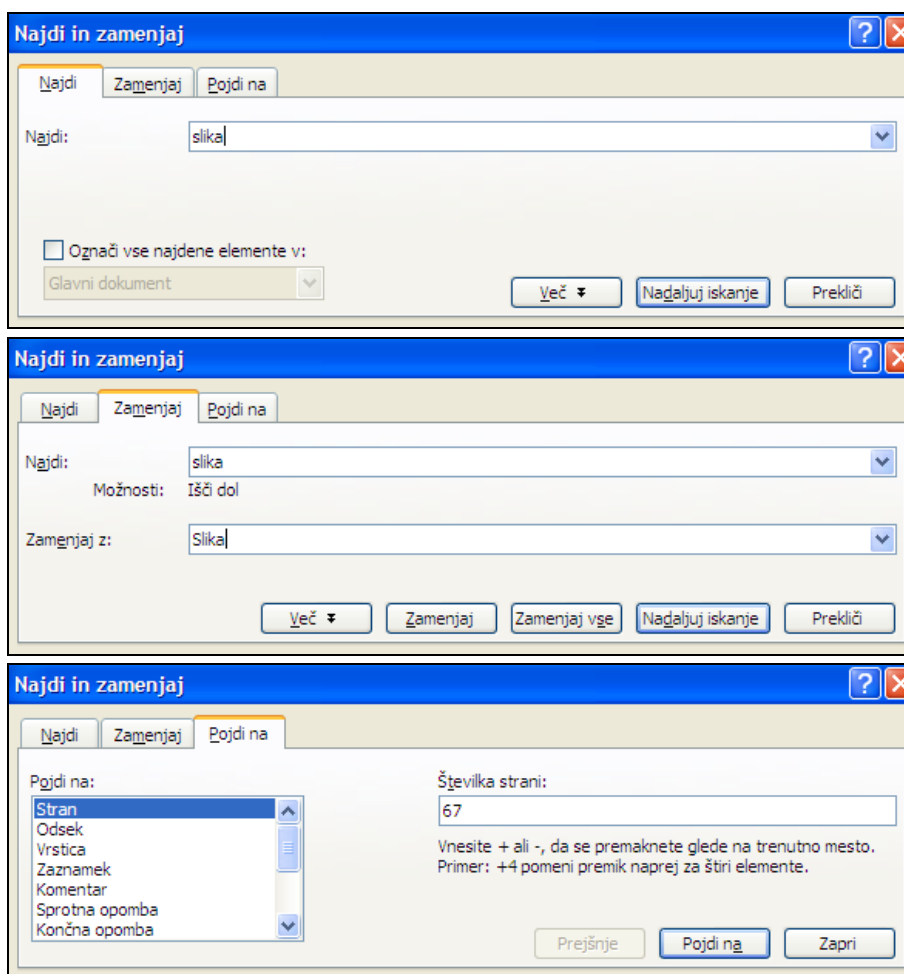 Najdi in zamenjaj
Najdi Zamenjaj Pojdi na
Najdi: slika
Označi vse najdene elemente v:
Glavni dokument
Več Nadaljuj iskanje Prekliči
Najdi in zamenjaj
Najdi Zamenjaj Pojdi na
Najdi: slika
Možnosti: Išči dol
Zamenjaj z: Slika
Več Zamenjaj Zamenjaj vse Nadaljuj iskanje Prekliči
Najdi in zamenjaj
Najdi Zamenjaj Pojdi na
Pojdi na: Številka strani:
Stran 67
Odsek
Vrstica Vnesite + ali -, da se premaknete glede na trenutno mesto.
Zaznamek Primer: +4 pomeni premik naprej za štiri elemente.
Komentar
Sprotna opomba
Končna opomba
Prejšnje Pojdi na Zapri